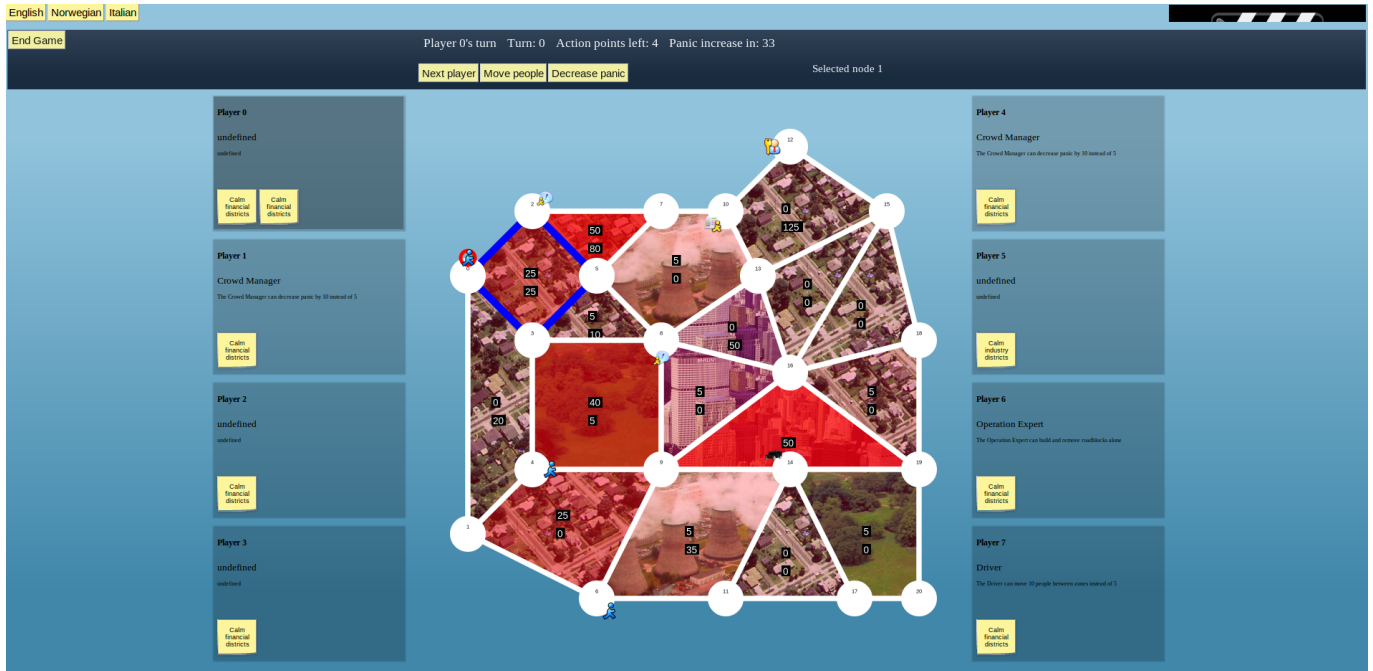 English Norwegian Italian
End Game
Player 0's turn Turn: 0 Action points left: 4 Panic increase in: 33
Next player Move people Decrease panic
Selected node 1
Player 0
undefined
undefined
Calm financial districts
Calm financial districts
Player 1
Crowd Manager
The Crowd Manager can decrease panic by 10 instead of 5
Calm financial districts
Player 2
undefined
undefined
Calm financial districts
Player 3
undefined
undefined
Calm financial districts
12
2
7
10
15
0
125
50
80
5
0
25
25
5
13
0
0
0
0
5
10
0
50
3
8
18
16
0
20
40
5
5
0
5
0
50
4
9
14
19
25
0
5
35
0
0
5
0
1
6
11
17
20
Player 4
Crowd Manager
The Crowd Manager can decrease panic by 10 instead of 5
Calm financial districts
Player 5
undefined
undefined
Calm industry districts
Player 6
Operation Expert
The Operation Expert can build and remove roadblocks alone
Calm financial districts
Player 7
Driver
The Driver can move 10 people between zones instead of 5
Calm financial districts